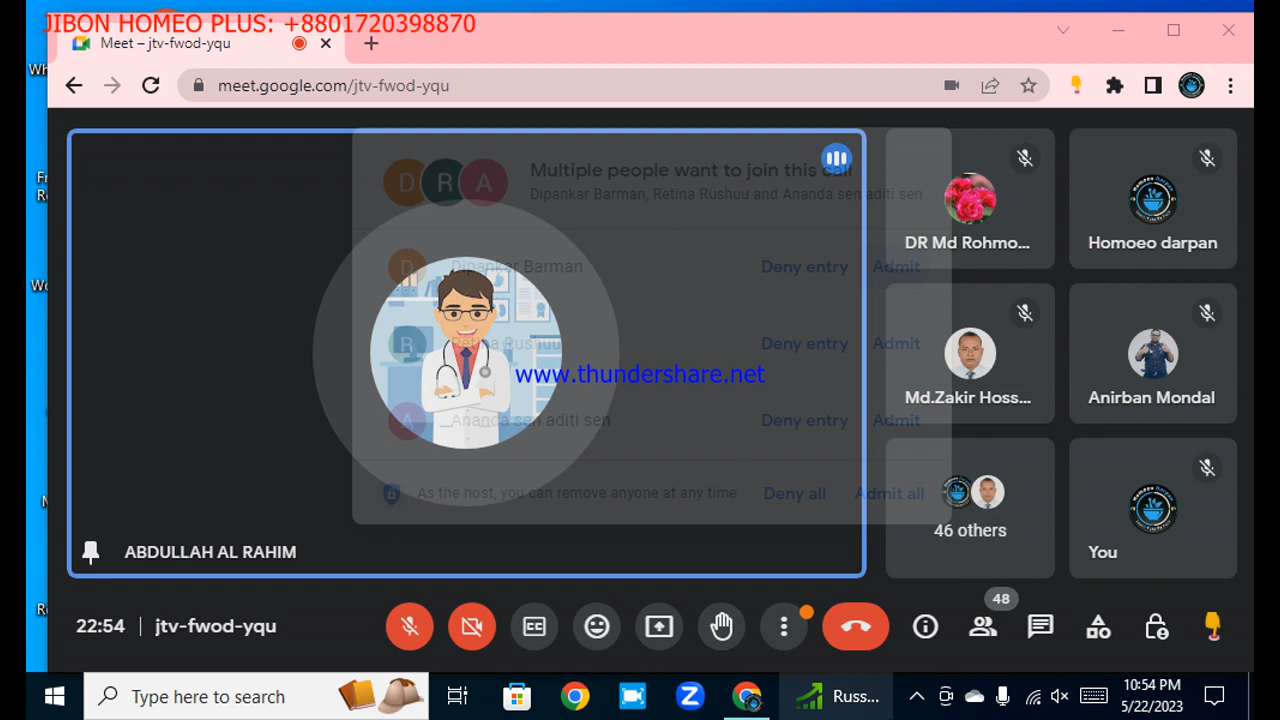 JIBON HOMEO PLUS: +8801720398870
Meet – jtv-fwod-yqu
meet.google.com/jtv-fwod-yqu
D R A
Multiple people want to join this call
Dipankar Barman, Retina Rushuu and Ananda sen aditi sen
D Dipankar Barman Deny entry Admit
R Retina Rushuu Deny entry Admit
www.thundershare.net
A Ananda sen aditi sen Deny entry Admit
As the host, you can remove anyone at any time Deny all Admit all
ABDULLAH AL RAHIM
DR Md Rohmo...
Homoeo darpan
Md.Zakir Hoss...
Anirban Mondal
46 others
You
22:54 | jtv-fwod-yqu
CC
48
Type here to search
Russ...
10:54 PM
5/22/2023